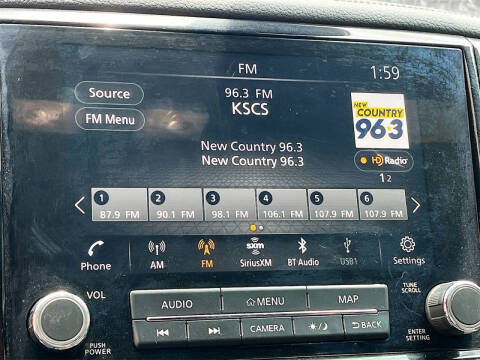 FM
1:59
Source
96.3 FM
KSCS
FM Menu
NEW
COUNTRY
96.3
New Country 96.3
New Country 96.3
HD Radio
1 2
1 2 3 4 5 6
87.9 FM 90.1 FM 98.1 FM 106.1 FM 107.9 FM 107.9 FM
sxm
Phone AM FM SiriusXM BT Audio USB1 Settings
VOL
AUDIO MENU MAP
TUNE
SCROLL
PUSH
POWER
CAMERA BACK
ENTER
SETTING